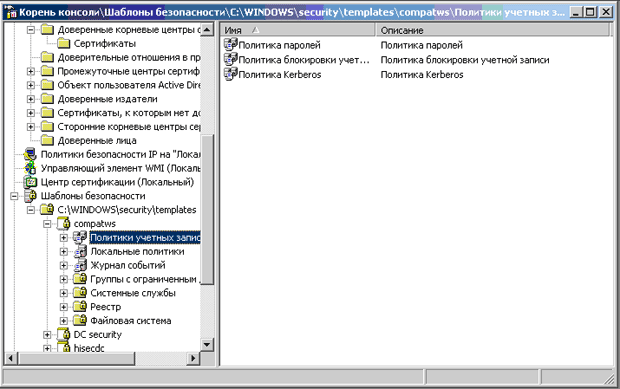 Корень консоли\Шаблоны безопасности\C:\WINDOWS\security\templates\compatws\Политики учетных з...
Доверенные корневые центры с
Сертификаты
Доверительные отношения в пр
Промежуточные центры сертиф
Объект пользователя Active Dire
Доверенные издатели
Сертификаты, к которым нет до
Сторонние корневые центры сер
Доверенные лица
Политики безопасности IP на "Локал
Управляющий элемент WMI (Локаль
Центр сертификации (Локальный)
Шаблоны безопасности
C:\WINDOWS\security\templates
compatws
Политики учетных запис
Локальные политики
Журнал событий
Группы с ограниченным
Системные службы
Реестр
Файловая система
DC security
hisecdc
Имя Описание
Политика паролей Политика паролей
Политика блокировки учет... Политика блокировки учетной записи
Политика Kerberos Политика Kerberos